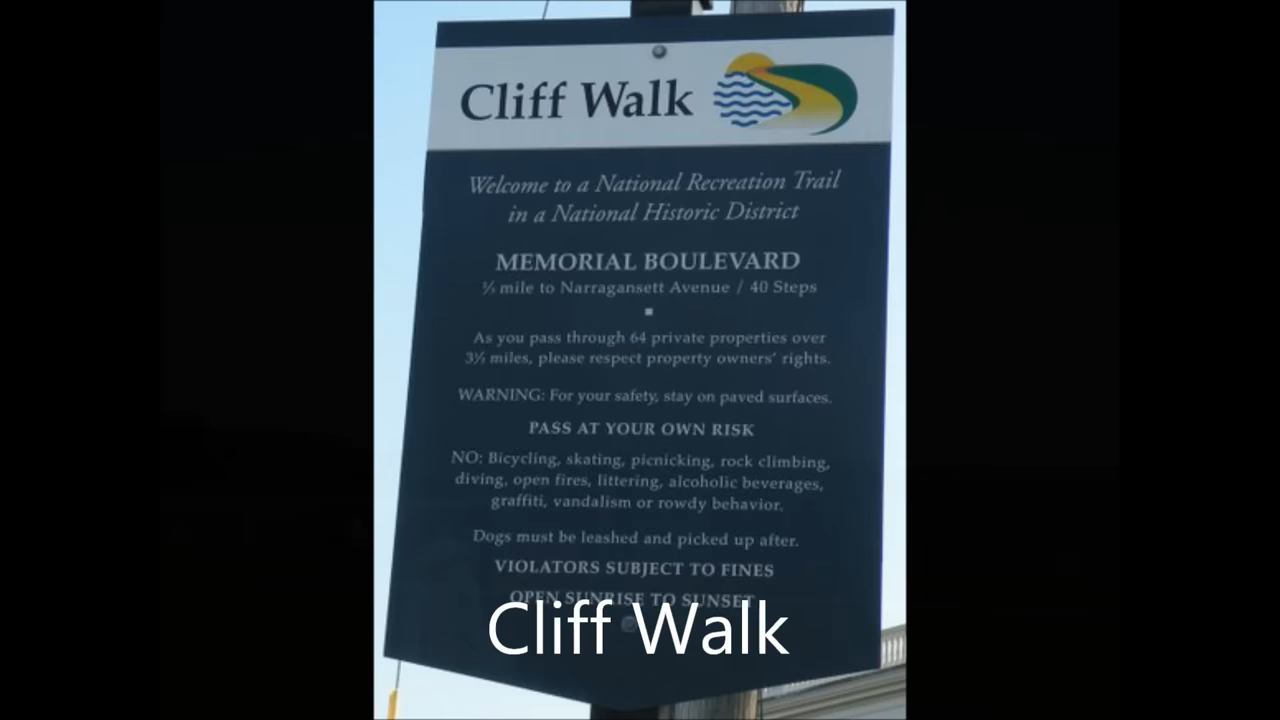 Cliff Walk
Welcome to a National Recreation Trail
in a National Historic District
MEMORIAL BOULEVARD
⅔ mile to Narragansett Avenue / 40 Steps
As you pass through 64 private properties over
3½ miles, please respect property owners' rights.
WARNING: For your safety, stay on paved surfaces.
PASS AT YOUR OWN RISK
NO: Bicycling, skating, picnicking, rock climbing,
diving, open fires, littering, alcoholic beverages,
graffiti, vandalism or rowdy behavior.
Dogs must be leashed and picked up after.
VIOLATORS SUBJECT TO FINES
OPEN SUNRISE TO SUNSET
Cliff Walk